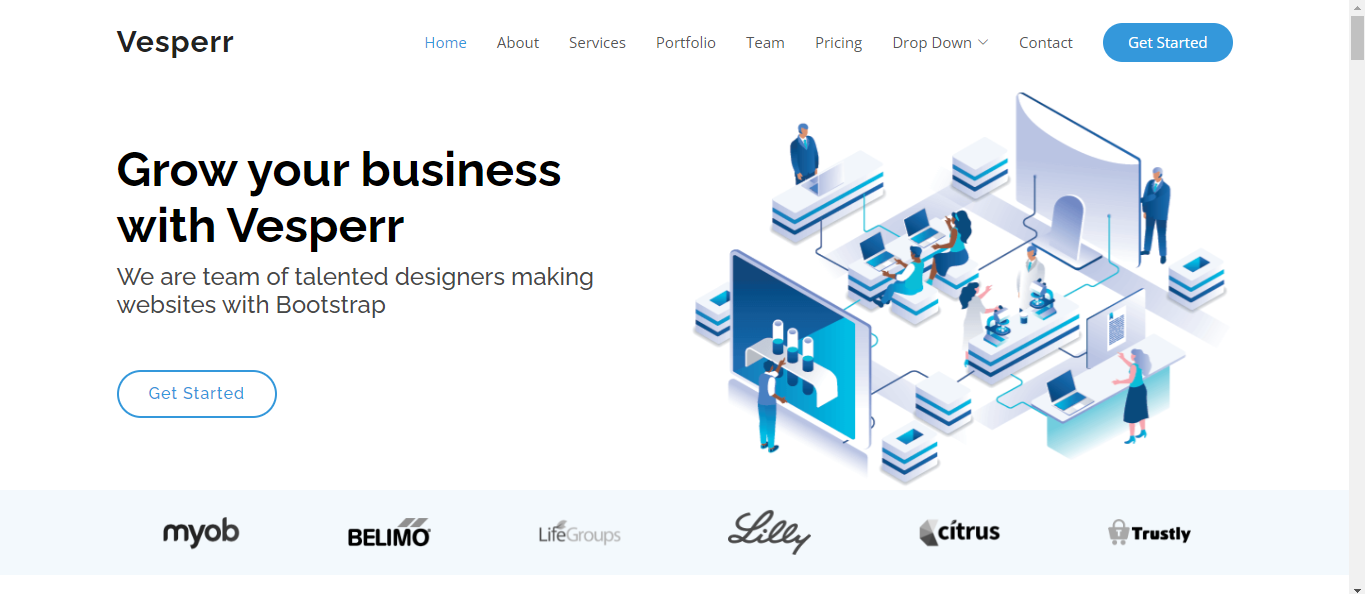 Vesperr
Home About Services Portfolio Team Pricing Drop Down Contact Get Started
Grow your business
with Vesperr
We are team of talented designers making
websites with Bootstrap
Get Started
myob BELIMO LifeGroups Lilly citrus Trustly